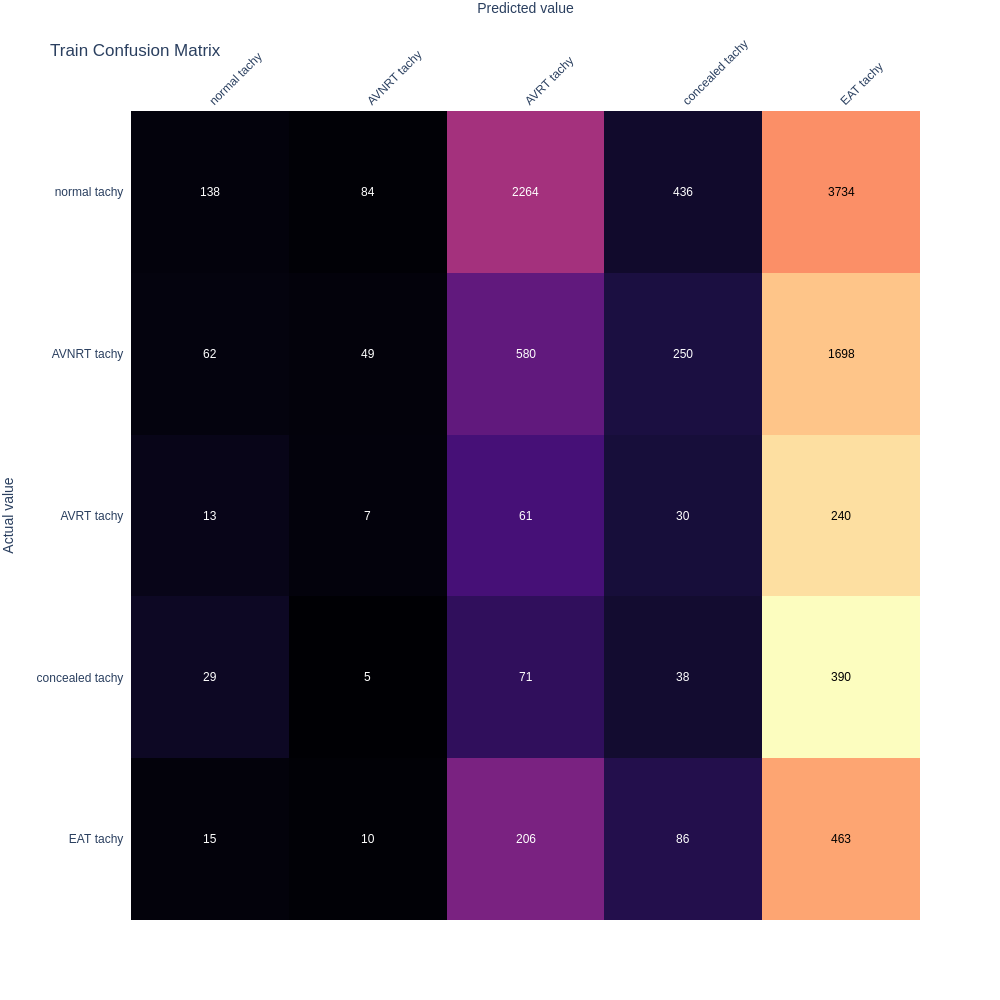 Predicted value
Train Confusion Matrix
normal tachy AVNRT tachy AVRT tachy concealed tachy EAT tachy
normal tachy 138 84 2264 436 3734
AVNRT tachy 62 49 580 250 1698
Actual value
AVRT tachy 13 7 61 30 240
concealed tachy 29 5 71 38 390
EAT tachy 15 10 206 86 463